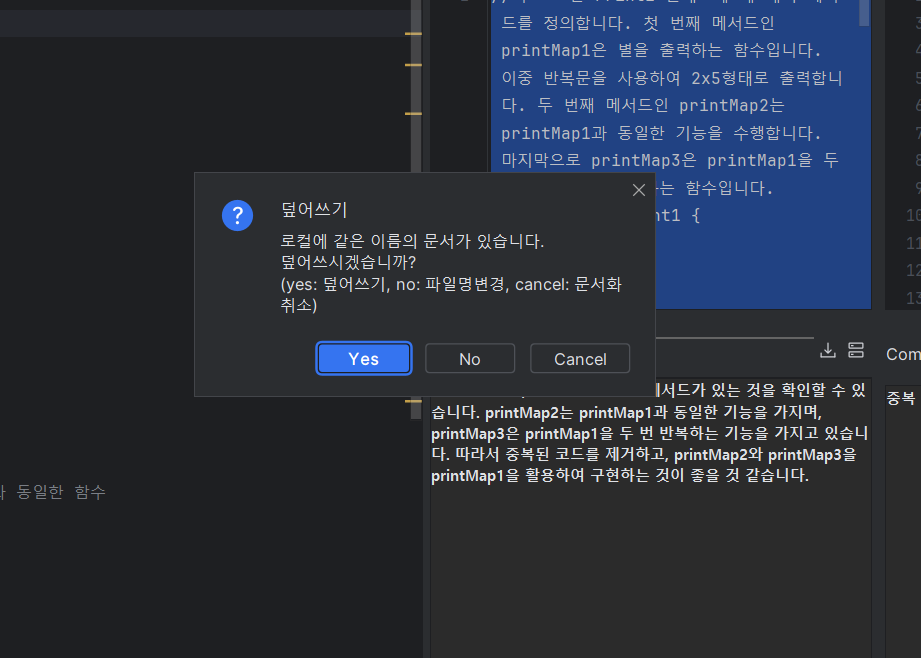 드를 정의합니다. 첫 번째 메서드인
printMap1은 별을 출력하는 함수입니다.
이중 반복문을 사용하여 2x5형태로 출력합니
다. 두 번째 메서드인 printMap2는
printMap1과 동일한 기능을 수행합니다.
마지막으로 printMap3은 printMap1을 두
는 함수입니다.
nt1 {
덮어쓰기
로컬에 같은 이름의 문서가 있습니다.
덮어쓰시겠습니까?
(yes: 덮어쓰기, no: 파일명변경, cancel: 문서화
취소)
Yes
No
Cancel
메서드가 있는 것을 확인할 수 있
습니다. printMap2는 printMap1과 동일한 기능을 가지며,
printMap3은 printMap1을 두 번 반복하는 기능을 가지고 있습니
다. 따라서 중복된 코드를 제거하고, printMap2와 printMap3을
printMap1을 활용하여 구현하는 것이 좋을 것 같습니다.
Com
중복
동일한 함수
10
11
12
13